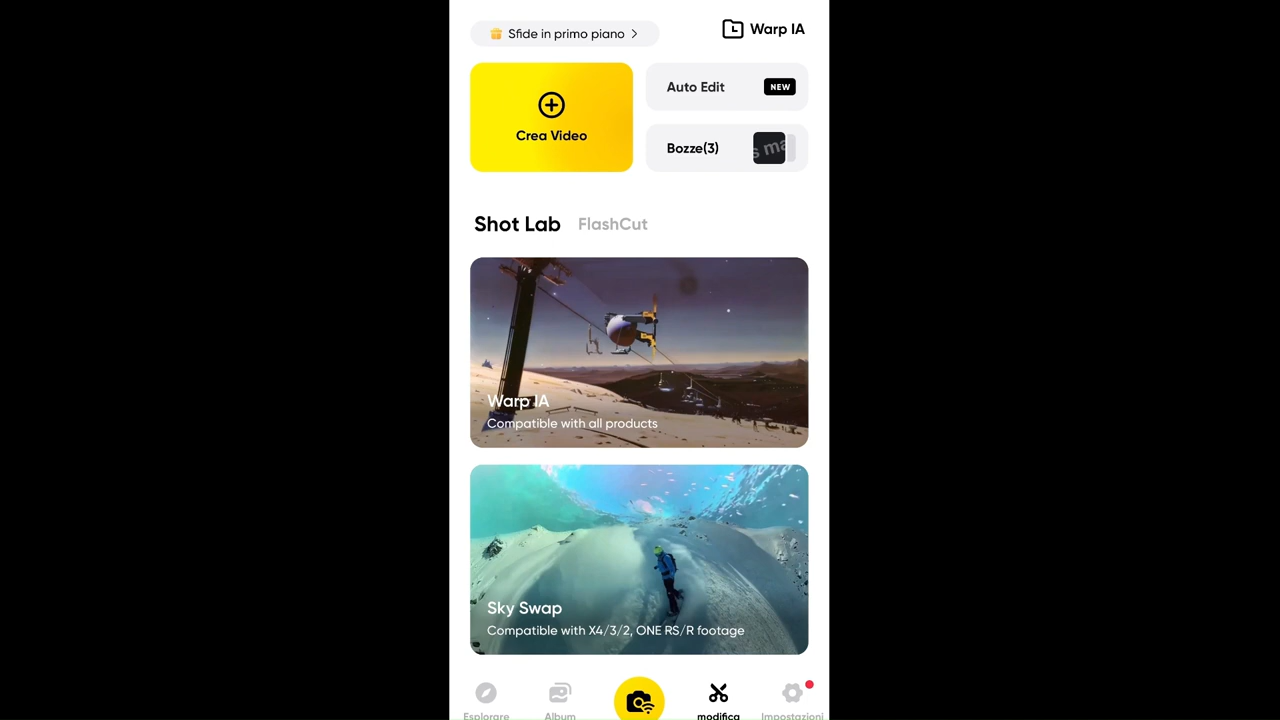 Sfide in primo piano
Warp IA
Crea Video
Auto Edit
NEW
Bozze(3)
s ma
Shot Lab
FlashCut
Warp IA
Compatible with all products
Sky Swap
Compatible with X4/3/2, ONE RS/R footage
Esplorare
Album
modifica
Impostazioni